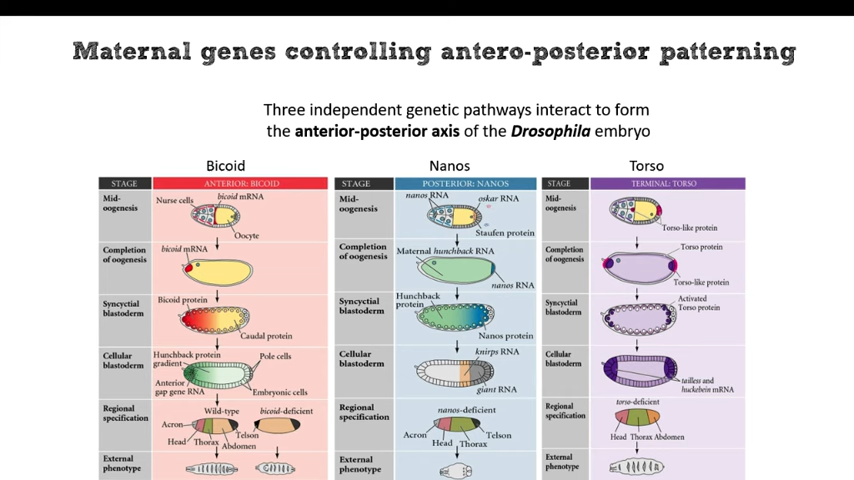 Maternal genes controlling antero-posterior patterning
Three independent genetic pathways interact to form
the anterior-posterior axis of the Drosophila embryo
Bicoid
STAGE
ANTERIOR: BICOID
Mid-
oogenesis
Nurse cells
bicoid mRNA
Oocyte
Completion
of oogenesis
bicoid mRNA
Syncyctial
blastoderm
Bicoid protein
Caudal protein
Cellular
blastoderm
Hunchback protein
gradient
Pole cells
Anterior
gap gene RNA
Embryonic cells
Regional
specification
Wild-type
bicoid-deficient
Acron
Telson
Head
Thorax
Abdomen
External
phenotype
Nanos
STAGE
POSTERIOR: NANOS
Mid-
oogenesis
nanos RNA
oskar RNA
Staufen protein
Completion
of oogenesis
Maternal hunchback RNA
nanos RNA
Syncyctial
blastoderm
Hunchback
protein
Nanos protein
Cellular
blastoderm
knirps RNA
giant RNA
Regional
specification
nanos-deficient
Acron
Telson
Head
Thorax
External
phenotype
Torso
STAGE
TERMINAL: TORSO
Mid-
oogenesis
Torso-like protein
Completion
of oogenesis
Torso protein
Torso-like protein
Syncyctial
blastoderm
Activated
Torso protein
Cellular
blastoderm
tailless and
huckebein mRNA
Regional
specification
torso-deficient
Head Thorax Abdomen
External
phenotype